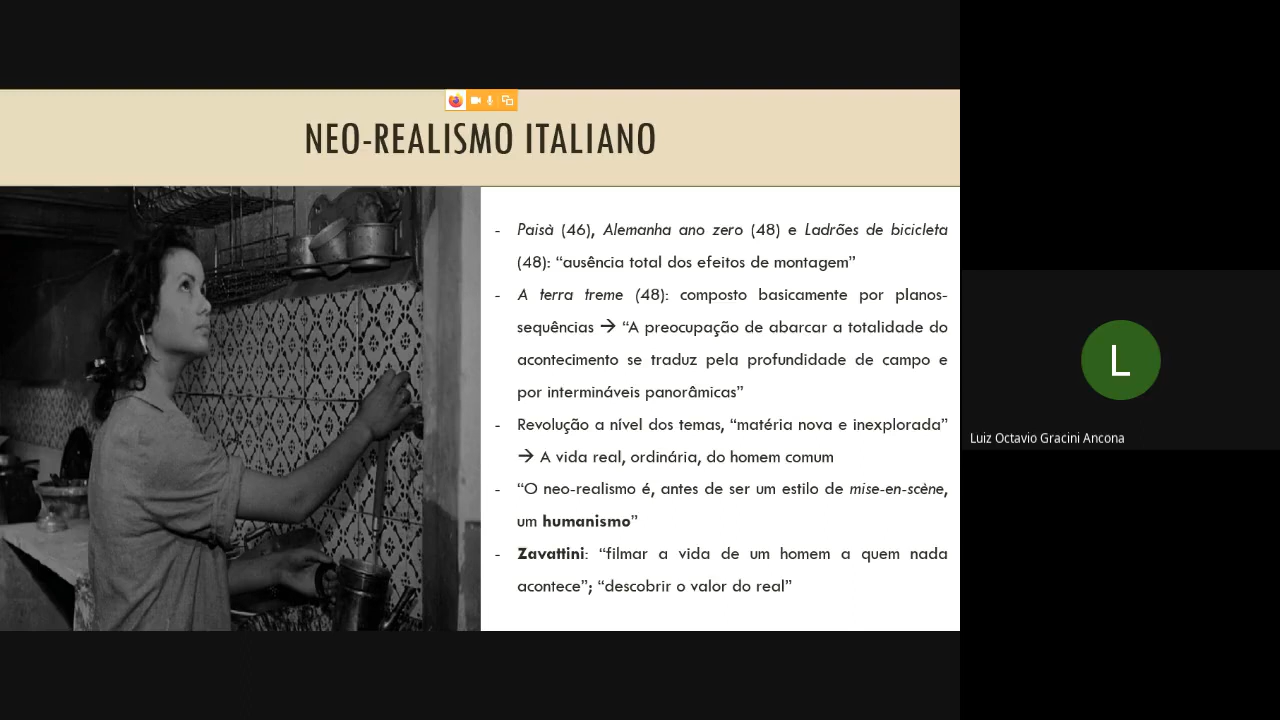 NEO-REALISMO ITALIANO
- Paisà (46), Alemanha ano zero (48) e Ladrões de bicicleta
(48): “ausência total dos efeitos de montagem”
- A terra treme (48): composto basicamente por planos-
sequências → “A preocupação de abarcar a totalidade do
acontecimento se traduz pela profundidade de campo e
por intermináveis panorâmicas”
- Revolução a nível dos temas, “matéria nova e inexplorada”
→ A vida real, ordinária, do homem comum
- “O neo-realismo é, antes de ser um estilo de mise-en-scène,
um humanismo”
- Zavattini: “filmar a vida de um homem a quem nada
acontece”; “descobrir o valor do real”
L
Luiz Octavio Gracini Ancona